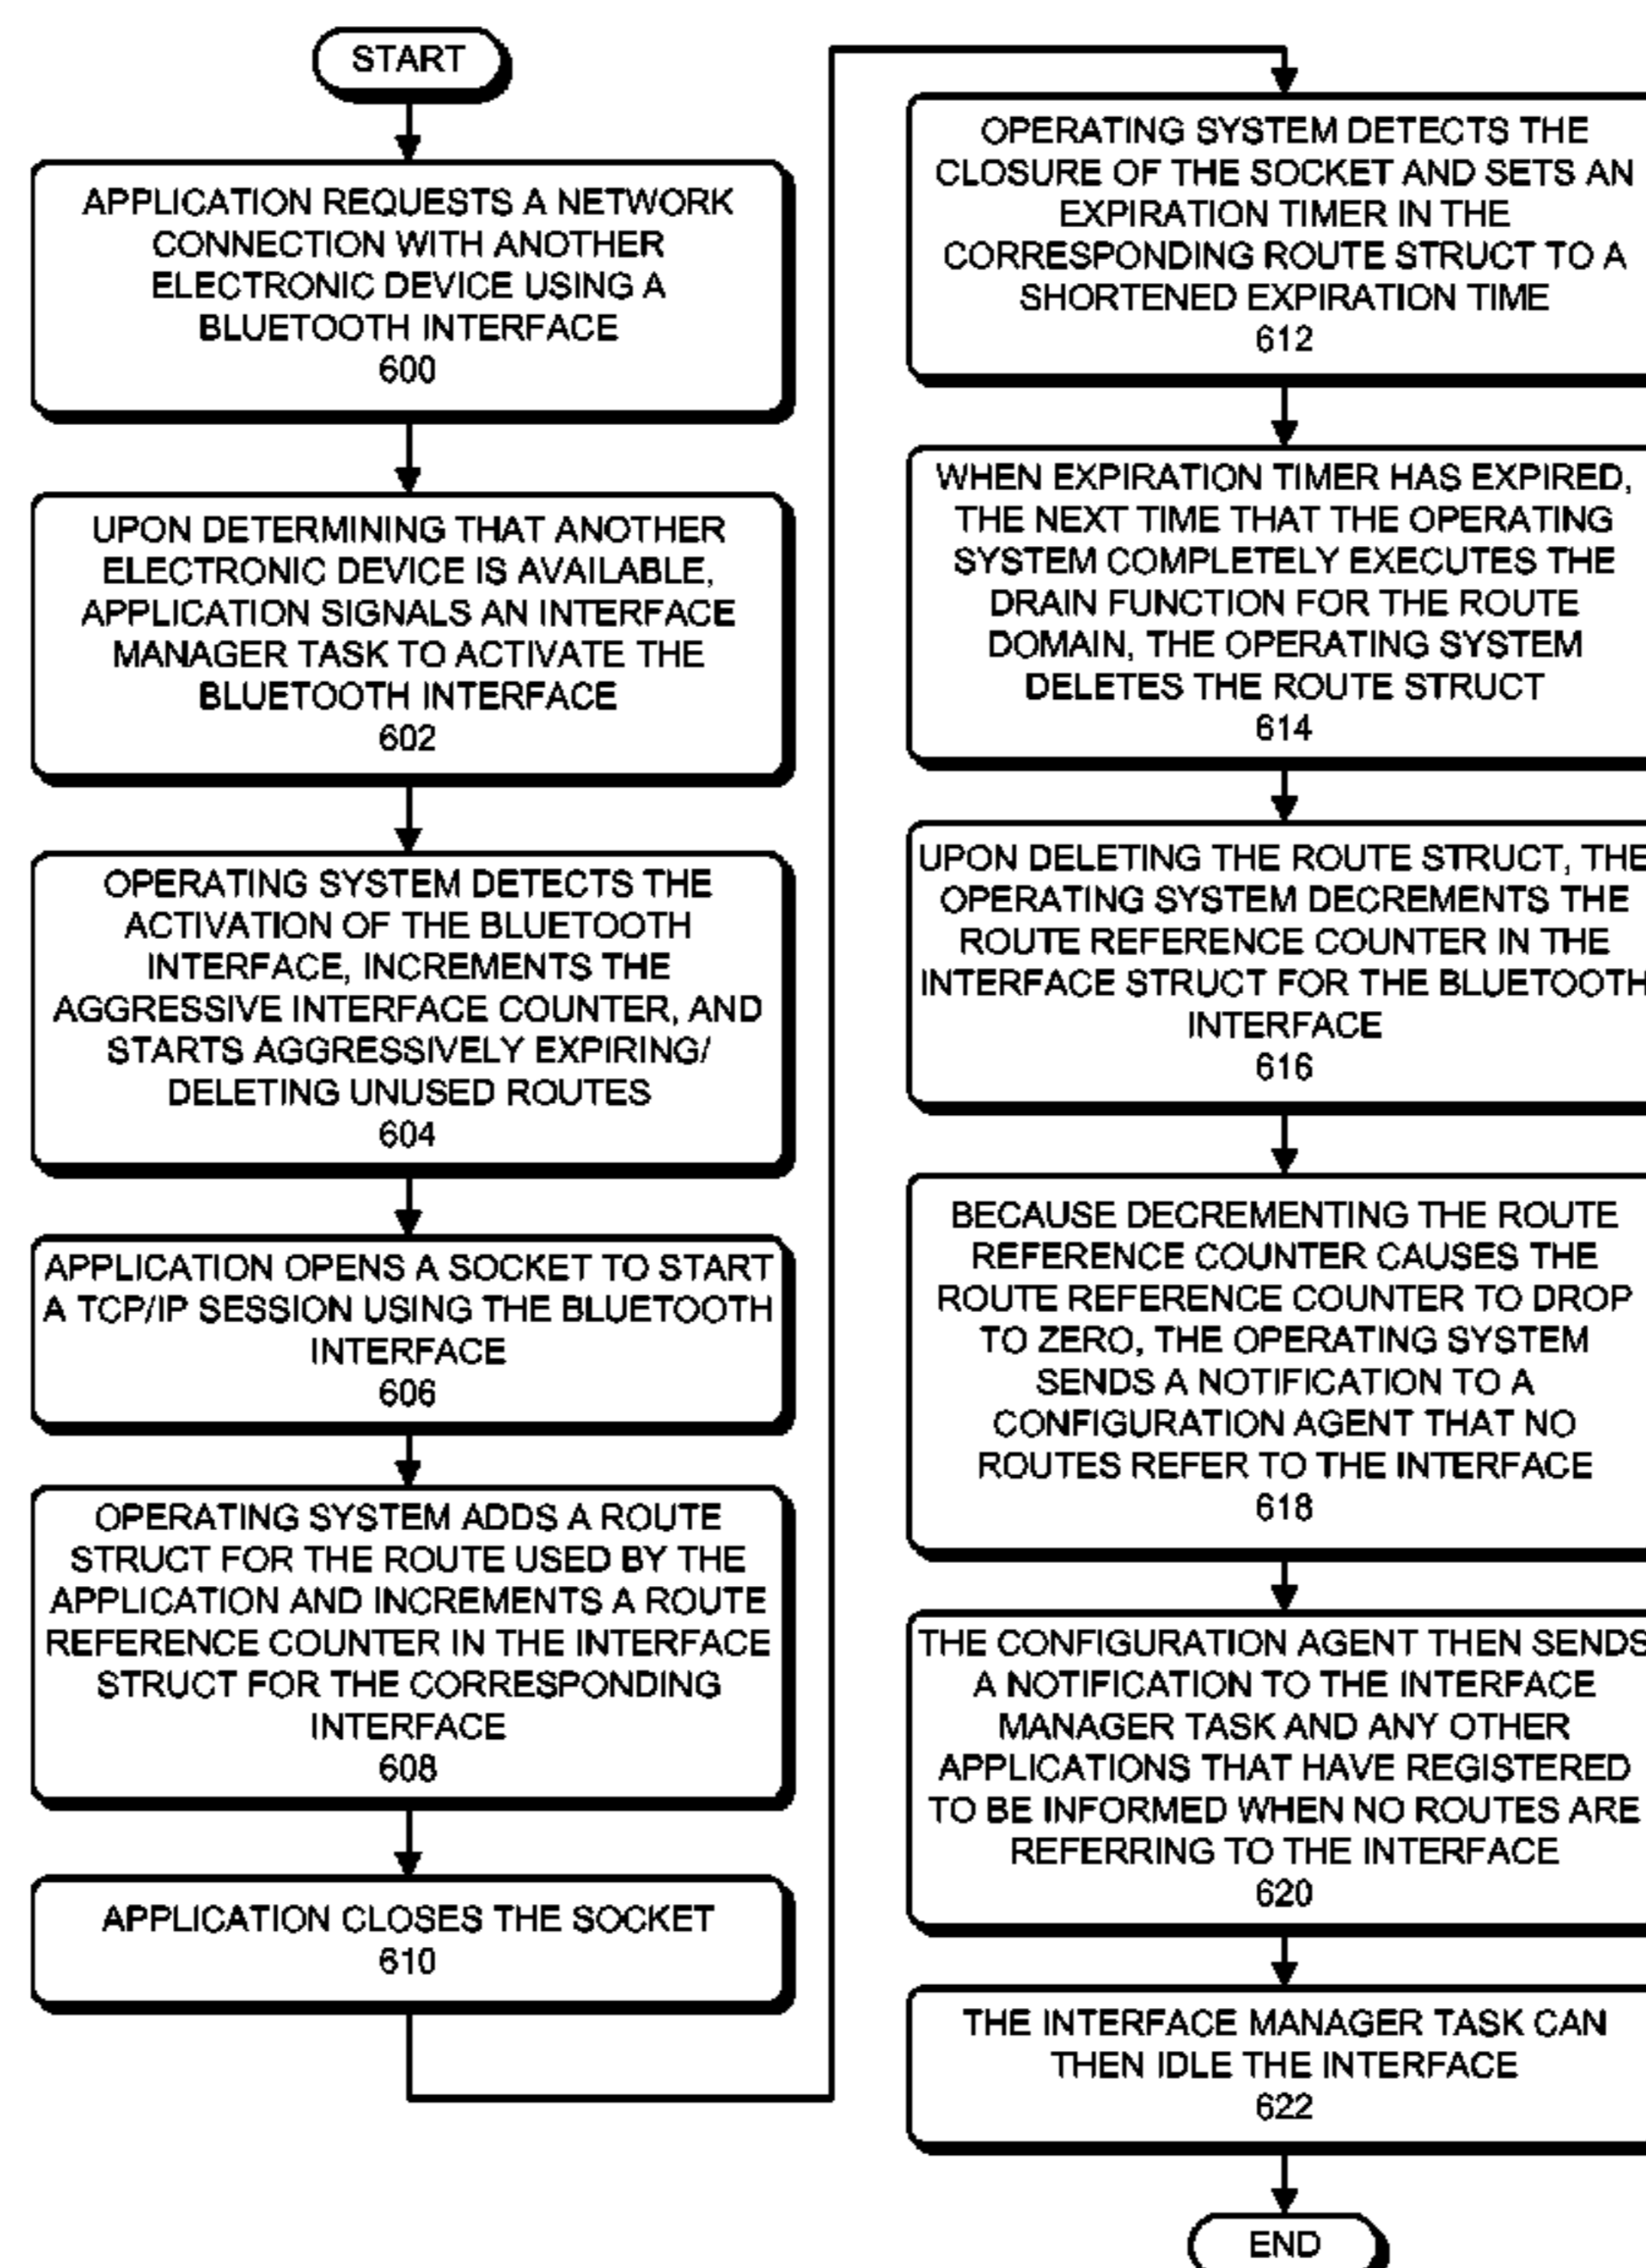 START
APPLICATION REQUESTS A NETWORK
CONNECTION WITH ANOTHER
ELECTRONIC DEVICE USING A
BLUETOOTH INTERFACE
600
UPON DETERMINING THAT ANOTHER
ELECTRONIC DEVICE IS AVAILABLE,
APPLICATION SIGNALS AN INTERFACE
MANAGER TASK TO ACTIVATE THE
BLUETOOTH INTERFACE
602
OPERATING SYSTEM DETECTS THE
ACTIVATION OF THE BLUETOOTH
INTERFACE, INCREMENTS THE
AGGRESSIVE INTERFACE COUNTER, AND
STARTS AGGRESSIVELY EXPIRING/
DELETING UNUSED ROUTES
604
APPLICATION OPENS A SOCKET TO START
A TCP/IP SESSION USING THE BLUETOOTH
INTERFACE
606
OPERATING SYSTEM ADDS A ROUTE
STRUCT FOR THE ROUTE USED BY THE
APPLICATION AND INCREMENTS A ROUTE
REFERENCE COUNTER IN THE INTERFACE
STRUCT FOR THE CORRESPONDING
INTERFACE
608
APPLICATION CLOSES THE SOCKET
610
OPERATING SYSTEM DETECTS THE
CLOSURE OF THE SOCKET AND SETS AN
EXPIRATION TIMER IN THE
CORRESPONDING ROUTE STRUCT TO A
SHORTENED EXPIRATION TIME
612
WHEN EXPIRATION TIMER HAS EXPIRED,
THE NEXT TIME THAT THE OPERATING
SYSTEM COMPLETELY EXECUTES THE
DRAIN FUNCTION FOR THE ROUTE
DOMAIN, THE OPERATING SYSTEM
DELETES THE ROUTE STRUCT
614
UPON DELETING THE ROUTE STRUCT, THE
OPERATING SYSTEM DECREMENTS THE
ROUTE REFERENCE COUNTER IN THE
INTERFACE STRUCT FOR THE BLUETOOTH
INTERFACE
616
BECAUSE DECREMENTING THE ROUTE
REFERENCE COUNTER CAUSES THE
ROUTE REFERENCE COUNTER TO DROP
TO ZERO, THE OPERATING SYSTEM
SENDS A NOTIFICATION TO A
CONFIGURATION AGENT THAT NO
ROUTES REFER TO THE INTERFACE
618
THE CONFIGURATION AGENT THEN SENDS
A NOTIFICATION TO THE INTERFACE
MANAGER TASK AND ANY OTHER
APPLICATIONS THAT HAVE REGISTERED
TO BE INFORMED WHEN NO ROUTES ARE
REFERRING TO THE INTERFACE
620
THE INTERFACE MANAGER TASK CAN
THEN IDLE THE INTERFACE
622
END